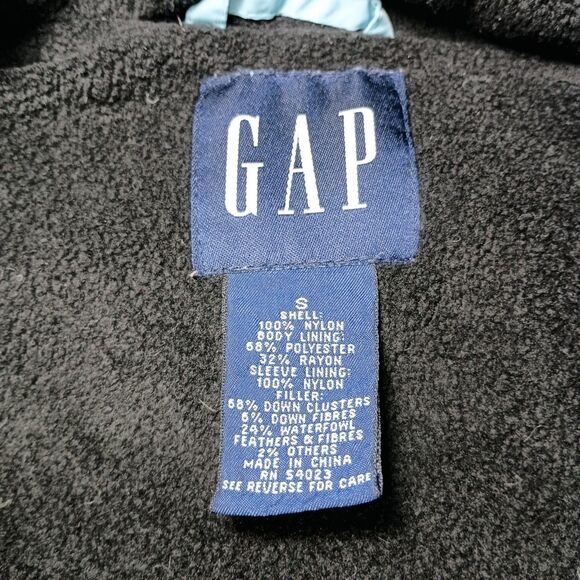 GAP
S
SHELL:
100% NYLON
BODY LINING:
68% POLYESTER
32% RAYON
SLEEVE LINING:
100% NYLON
FILLER:
68% DOWN CLUSTERS
6% DOWN FIBRES
24% WATERFOWL
FEATHERS & FIBRES
2% OTHERS
MADE IN CHINA
RN 54023
SEE REVERSE FOR CARE